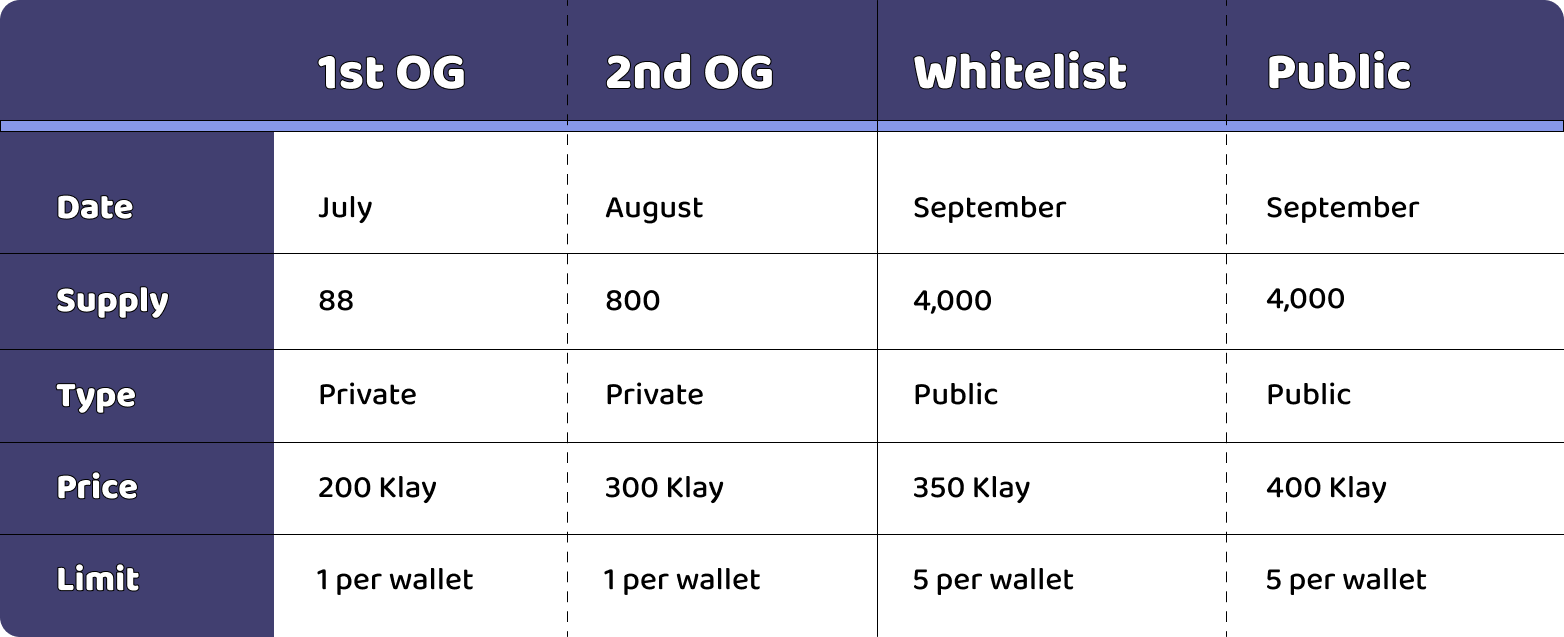 1st OG 2nd OG Whitelist Public
Date July August September September
Supply 88 800 4,000 4,000
Type Private Private Public Public
Price 200 Klay 300 Klay 350 Klay 400 Klay
Limit 1 per wallet 1 per wallet 5 per wallet 5 per wallet